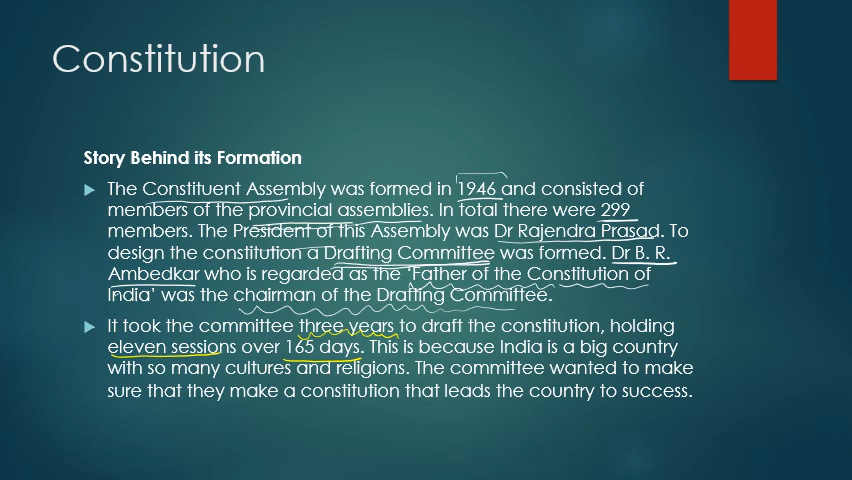 Constitution
Story Behind its Formation
The Constituent Assembly was formed in 1946 and consisted of
members of the provincial assemblies. In total there were 299
members. The President of this Assembly was Dr Rajendra Prasad. To
design the constitution a Drafting Committee was formed. Dr B. R.
Ambedkar who is regarded as the ‘Father of the Constitution of
India’ was the chairman of the Drafting Committee.
It took the committee three years to draft the constitution, holding
eleven sessions over 165 days. This is because India is a big country
with so many cultures and religions. The committee wanted to make
sure that they make a constitution that leads the country to success.